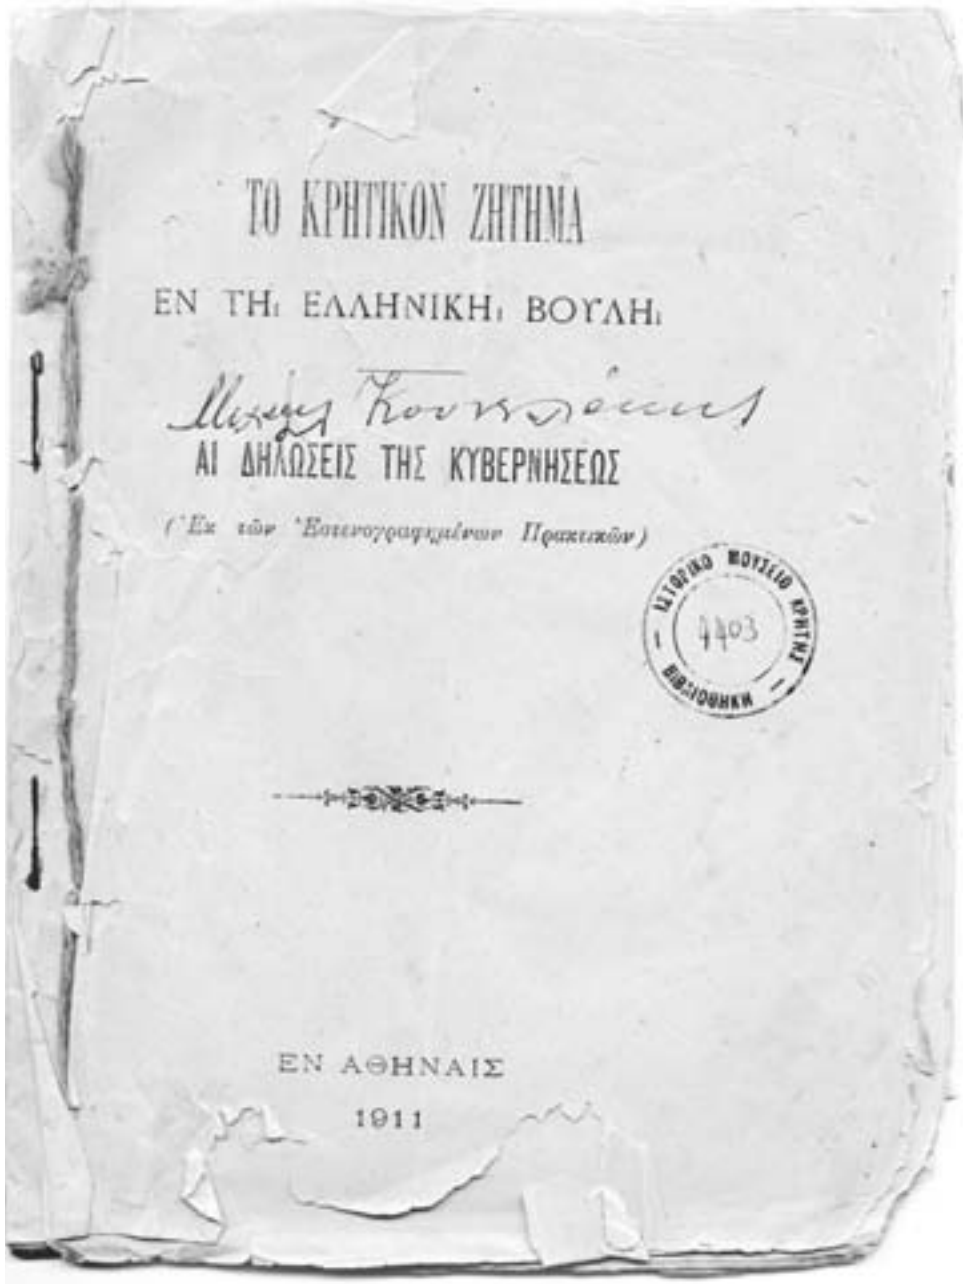 ΤΟ ΚΡΗΤΙΚΟΝ ΖΗΤΗΜΑ
ΕΝ ΤΗι ΕΛΛΗΝΙΚΗι ΒΟΥΛΗι
ΑΙ ΔΗΛΩΣΕΙΣ ΤΗΣ ΚΥΒΕΡΝΗΣΕΩΣ
(Ἐκ τῶν Ἐστενογραφημένων Πρακτικῶν)
ΙΣΤΟΡΙΚΟ ΜΟΥΣΕΙΟ ΚΡΗΤΗΣ
4403
ΒΙΒΛΙΟΘΗΚΗ
ΕΝ ΑΘΗΝΑΙΣ
1911